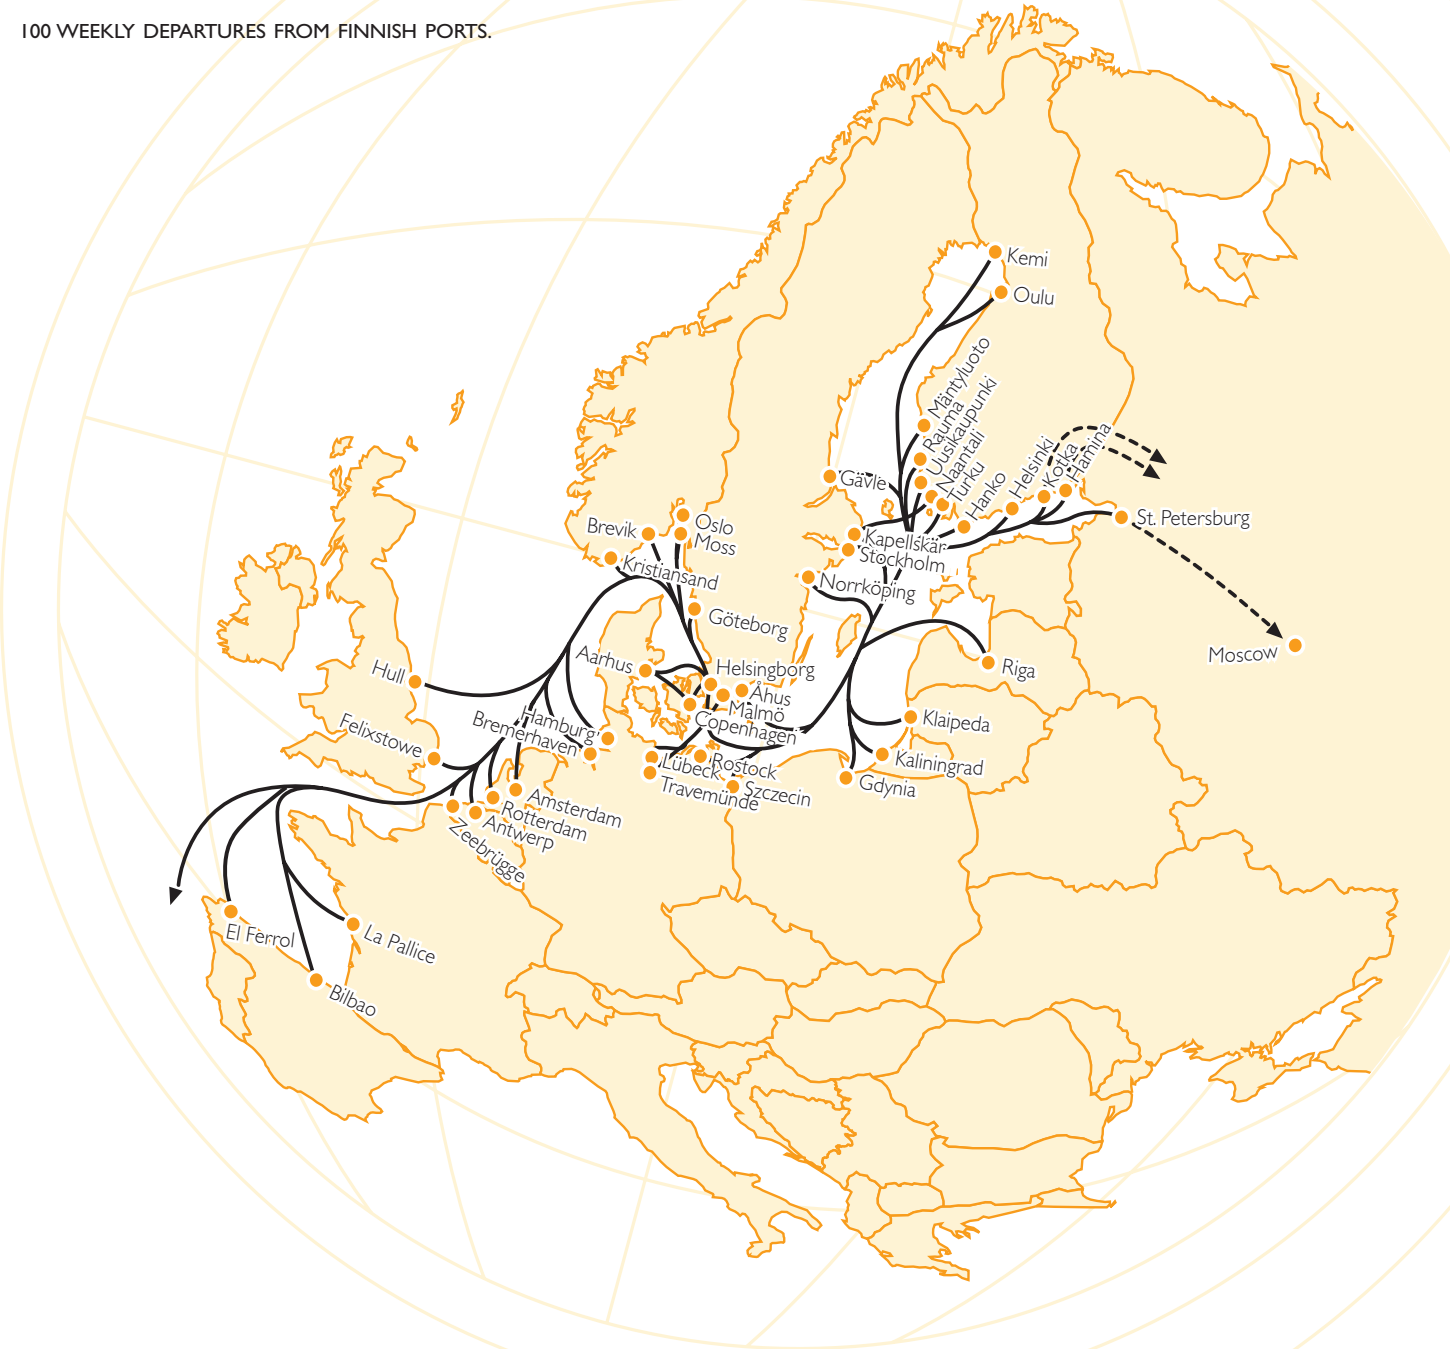 100 WEEKLY DEPARTURES FROM FINNISH PORTS.
Kemi
Oulu
Mäntyluoto
Rauma
Uusikaupunki
Naantali
Turku
Hanko
Helsinki
Kotka
Hamina
St. Petersburg
Moscow
Gävle
Kapellskär
Stockholm
Norrköping
Oslo
Moss
Brevik
Kristiansand
Göteborg
Aarhus
Helsingborg
Åhus
Malmö
Copenhagen
Riga
Klaipeda
Kaliningrad
Gdynia
Hull
Felixstowe
Hamburg
Bremerhaven
Lübeck
Travemünde
Rostock
Szczecin
Amsterdam
Rotterdam
Antwerp
Zeebrügge
El Ferrol
La Pallice
Bilbao